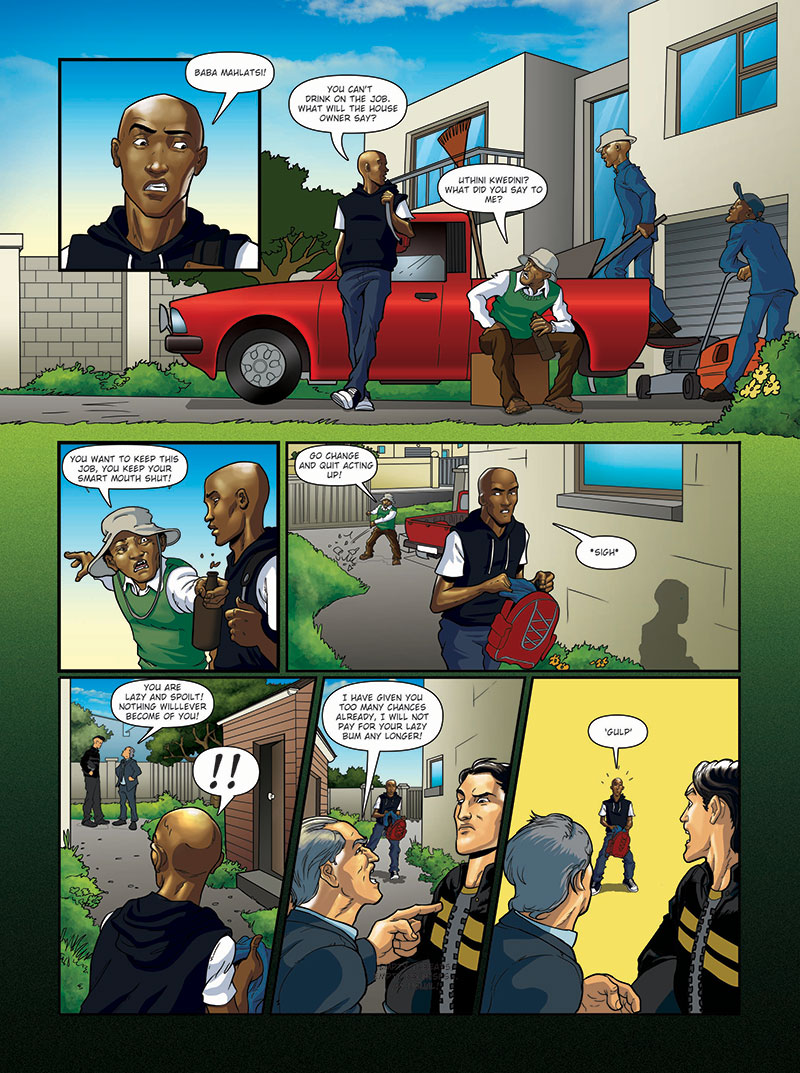 BABA MAHLATSI!
YOU CAN'T
DRINK ON THE JOB.
WHAT WILL THE HOUSE
OWNER SAY?
UTHINI KWEDINI?
WHAT DID YOU SAY TO
ME?
YOU WANT TO KEEP THIS
JOB, YOU KEEP YOUR
SMART MOUTH SHUT!
GO CHANGE
AND QUIT ACTING
UP!
*SIGH*
YOU ARE
LAZY AND SPOILT!
NOTHING WILLLEVER
BECOME OF YOU!
!!
I HAVE GIVEN YOU
TOO MANY CHANCES
ALREADY, I WILL NOT
PAY FOR YOUR LAZY
BUM ANY LONGER!
'GULP'